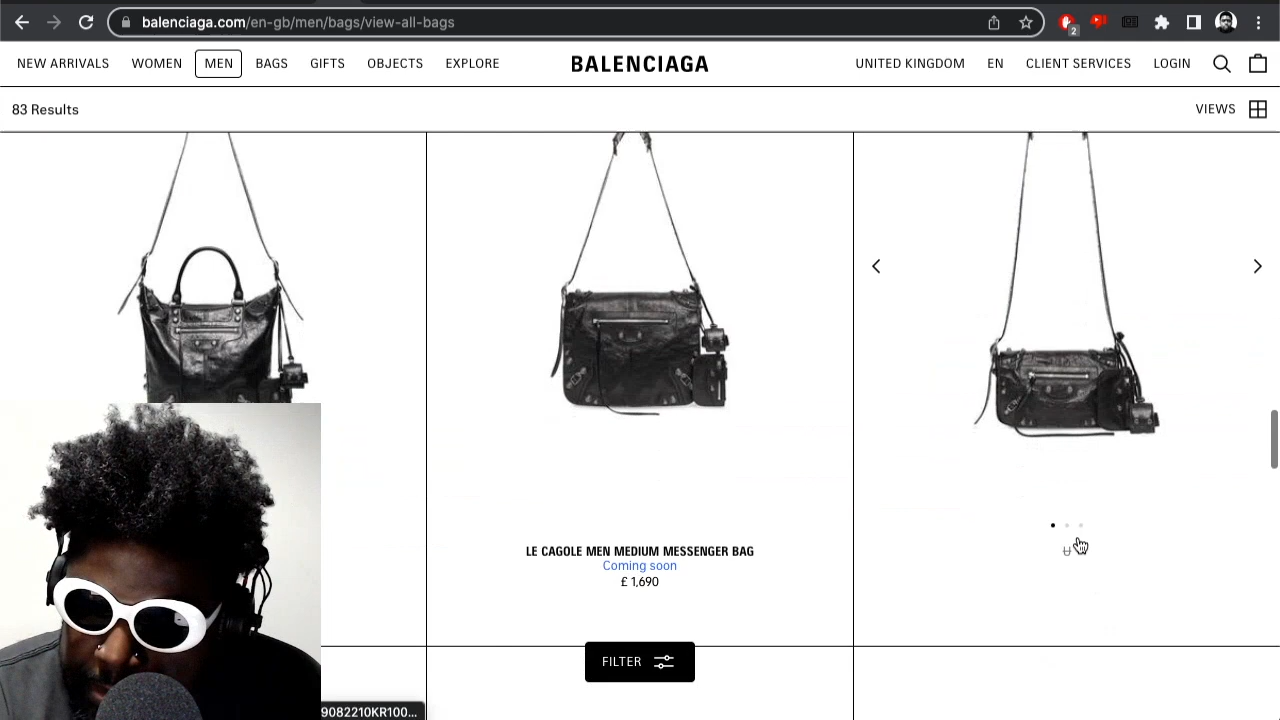 balenciaga.com/en-gb/men/bags/view-all-bags
2
NEW ARRIVALS WOMEN MEN BAGS GIFTS OBJECTS EXPLORE BALENCIAGA UNITED KINGDOM EN CLIENT SERVICES LOGIN
83 Results VIEWS
LE CAGOLE MEN MEDIUM MESSENGER BAG
Coming soon
£ 1,690
U
FILTER
9082210KR100...